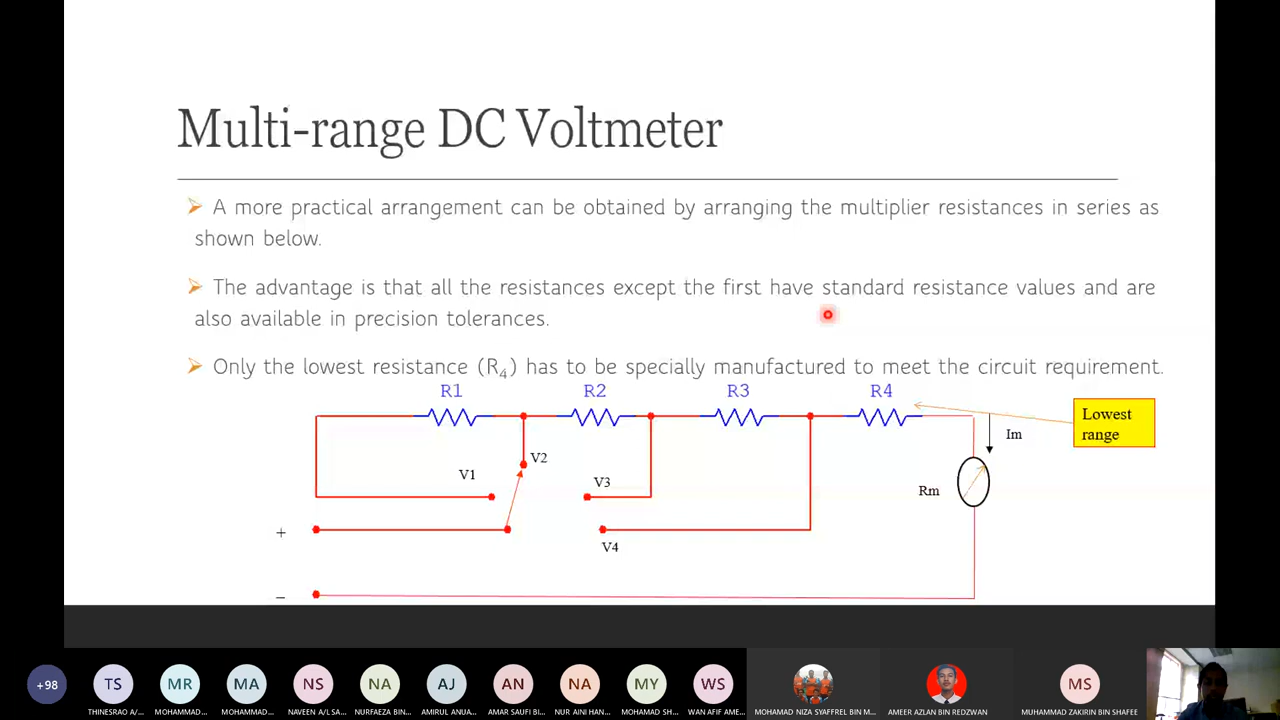 Multi-range DC Voltmeter
A more practical arrangement can be obtained by arranging the multiplier resistances in series as
shown below.
The advantage is that all the resistances except the first have standard resistance values and are
also available in precision tolerances.
Only the lowest resistance (R4) has to be specially manufactured to meet the circuit requirement.
R1 R2 R3 R4
Lowest
range
Im
V2
V1
V3
Rm
+
V4
–
+98 TS MR MA NS NA AJ AN NA MY WS MS
THINESRAO A/... MOHAMMAD... MOHAMMAD... NAVEEN A/L SA... NURFAEZA BIN... AMIRUL ANUA... AMAR SAUFI BI... NUR AINI HAN... MOHAMAD SH... WAN AFIF AME... MOHAMAD NIZA SYAFFREL BIN M... AMEER AZLAN BIN REDZWAN MUHAMMAD ZAKIRIN BIN SHAFEE